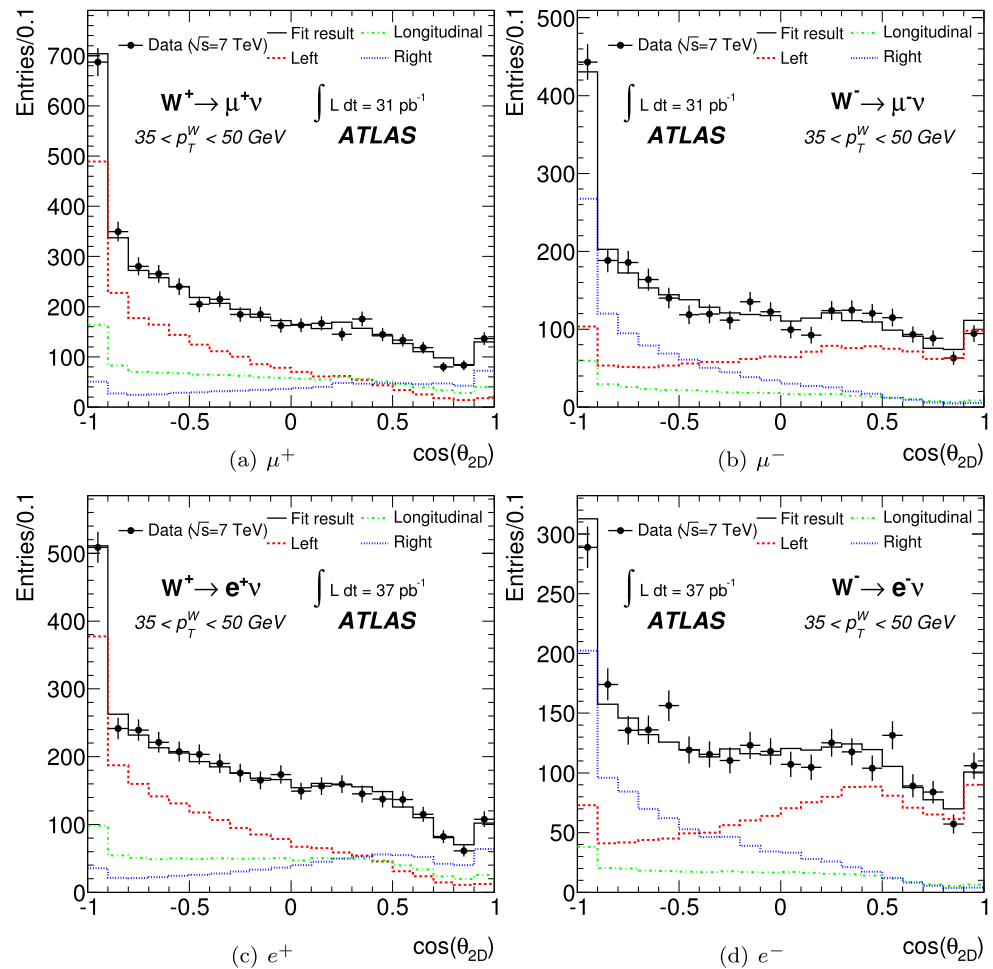 Entries/0.1
Data (√s=7 TeV) Fit result Longitudinal
Left Right
W⁺→ μ⁺ν ∫ L dt = 31 pb⁻¹
35 < p_T^W < 50 GeV ATLAS
700
600
500
400
300
200
100
0
-1 -0.5 0 0.5 1
(a) μ⁺ cos(θ₂D)
Entries/0.1
Data (√s=7 TeV) Fit result Longitudinal
Left Right
∫ L dt = 31 pb⁻¹ W⁻→ μ⁻ν
ATLAS 35 < p_T^W < 50 GeV
500
400
300
200
100
0
-1 -0.5 0 0.5 1
(b) μ⁻ cos(θ₂D)
Entries/0.1
Data (√s=7 TeV) Fit result Longitudinal
Left Right
W⁺→ e⁺ν ∫ L dt = 37 pb⁻¹
35 < p_T^W < 50 GeV ATLAS
500
400
300
200
100
0
-1 -0.5 0 0.5 1
(c) e⁺ cos(θ₂D)
Entries/0.1
Data (√s=7 TeV) Fit result Longitudinal
Left Right
∫ L dt = 37 pb⁻¹ W⁻→ e⁻ν
ATLAS 35 < p_T^W < 50 GeV
300
250
200
150
100
50
0
-1 -0.5 0 0.5 1
(d) e⁻ cos(θ₂D)